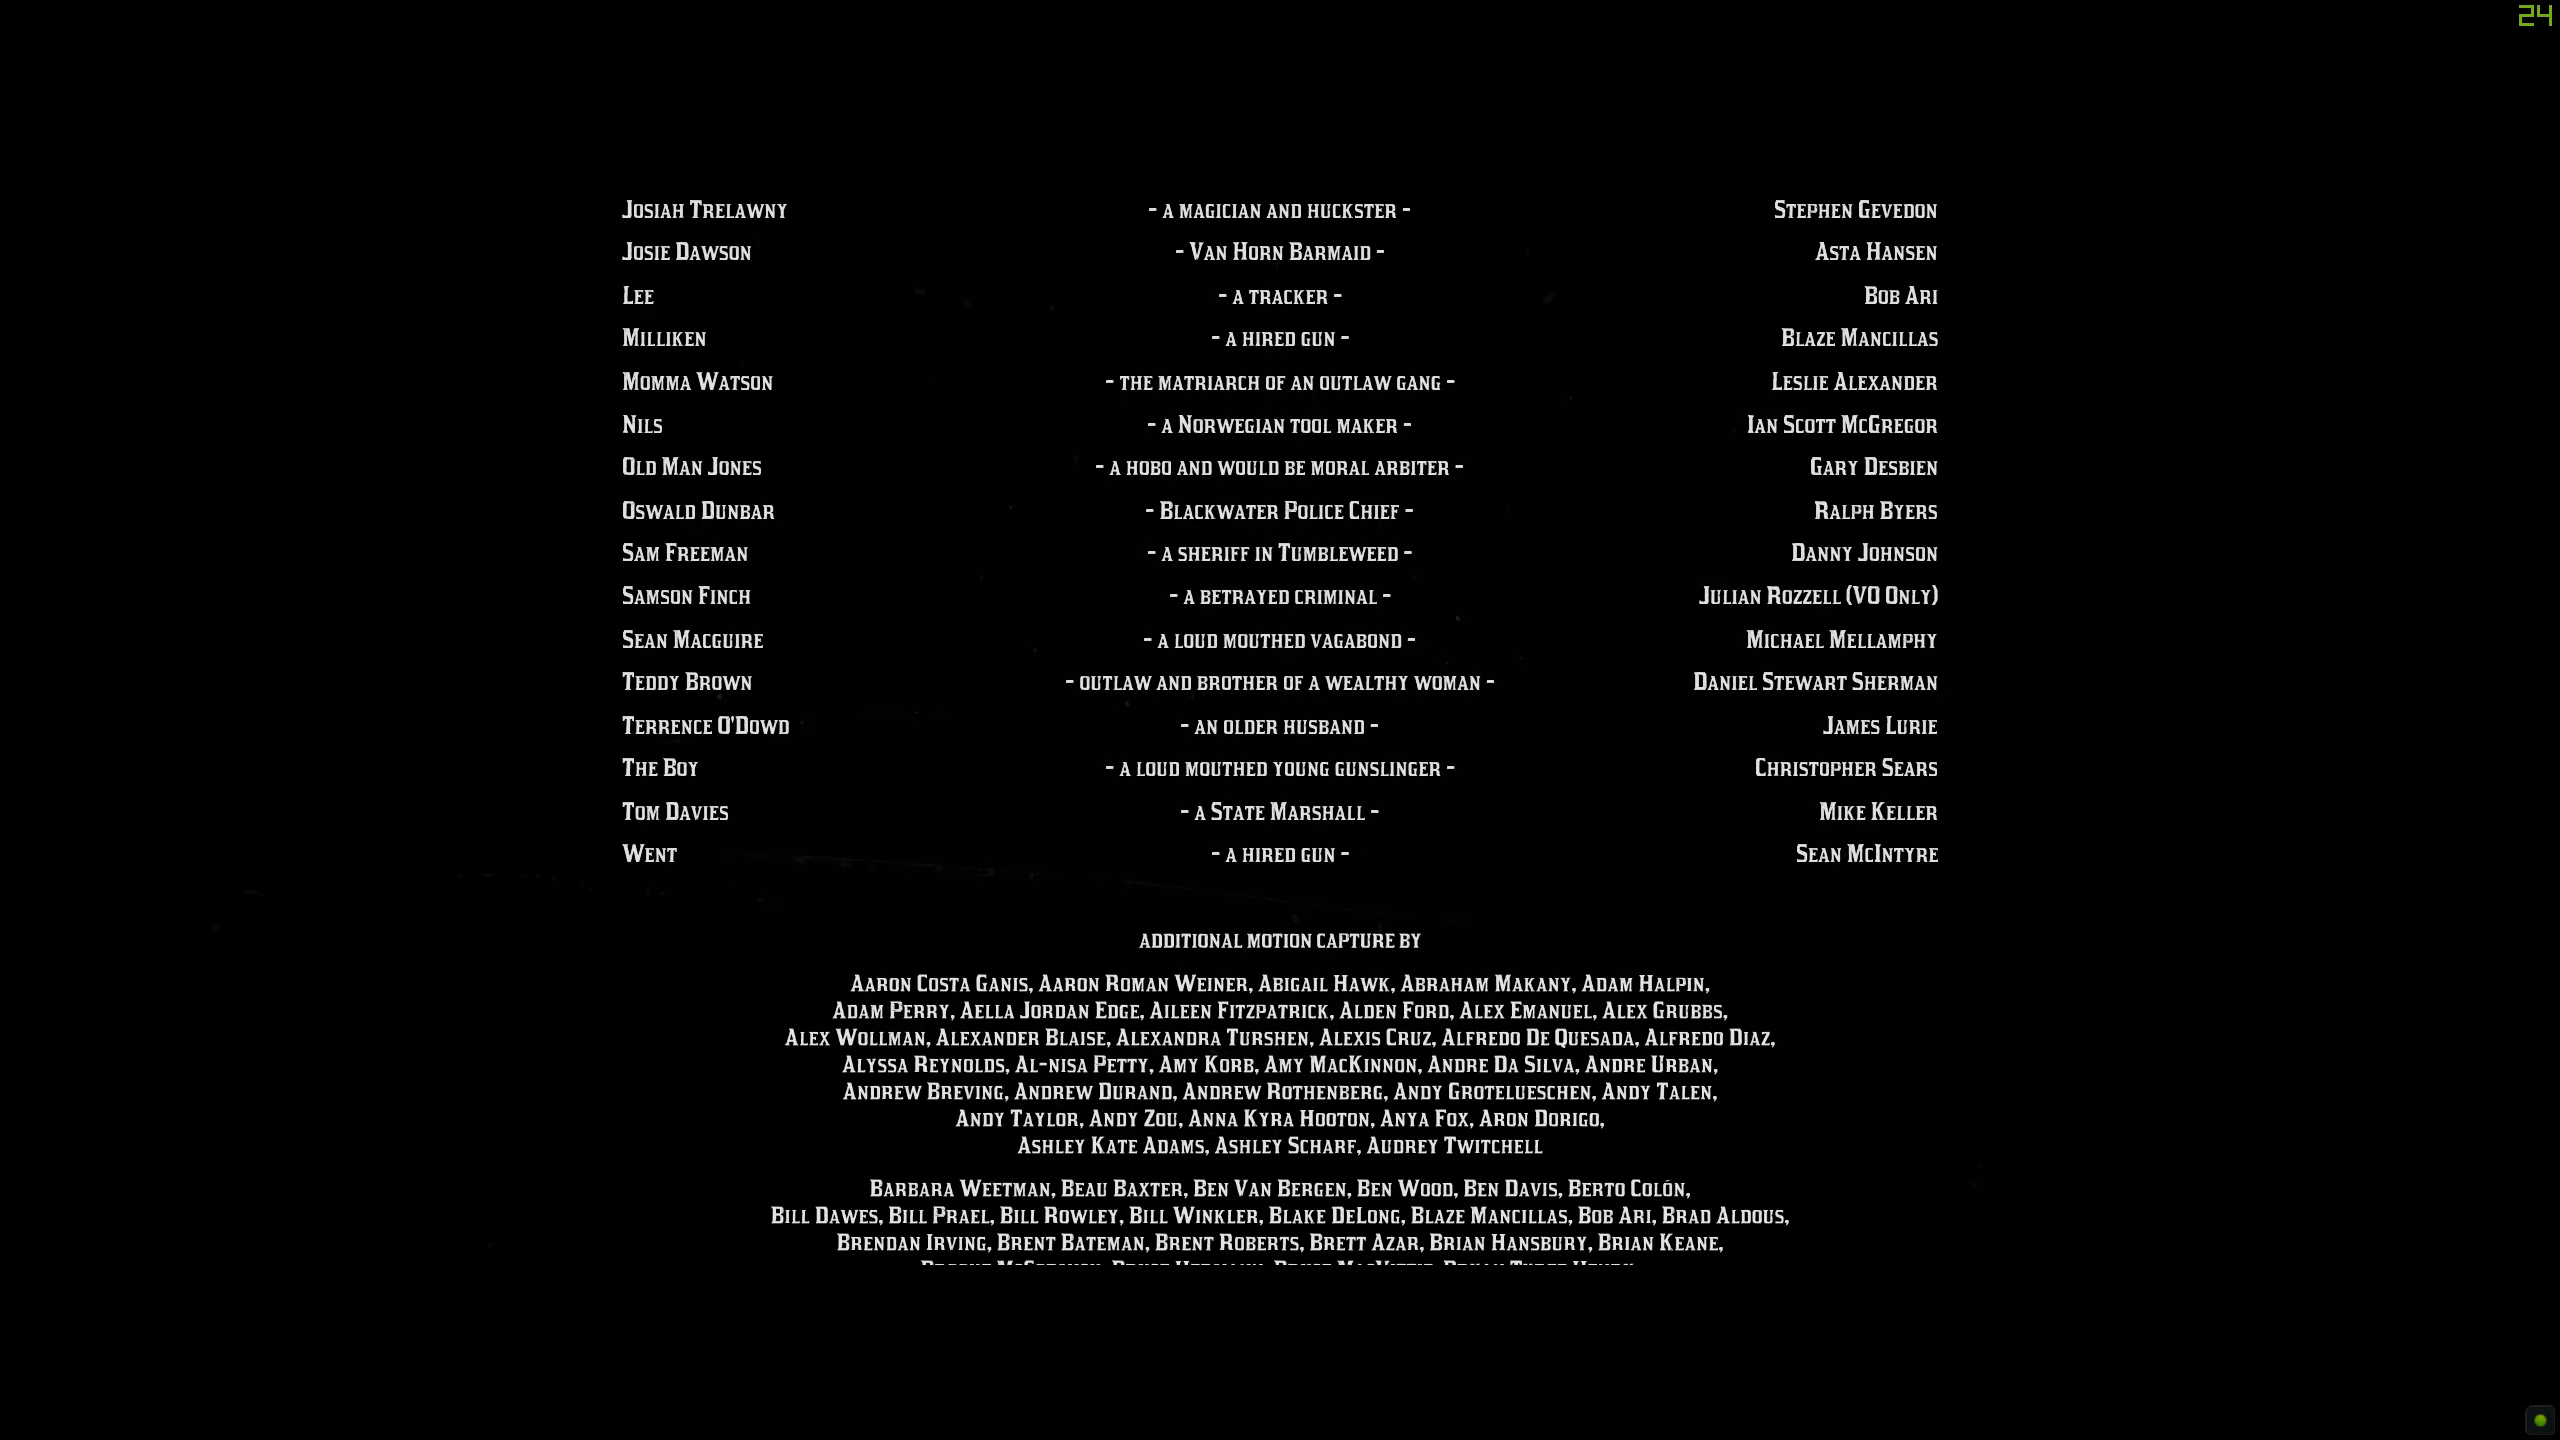 24
Josiah Trelawny - a magician and huckster - Stephen Gevedon
Josie Dawson - Van Horn Barmaid - Asta Hansen
Lee - a tracker - Bob Ari
Milliken - a hired gun - Blaze Mancillas
Momma Watson - the matriarch of an outlaw gang - Leslie Alexander
Nils - a Norwegian tool maker - Ian Scott McGregor
Old Man Jones - a hobo and would be moral arbiter - Gary Desbien
Oswald Dunbar - Blackwater Police Chief - Ralph Byers
Sam Freeman - a sheriff in Tumbleweed - Danny Johnson
Samson Finch - a betrayed criminal - Julian Rozzell (VO Only)
Sean Macguire - a loud mouthed vagabond - Michael Mellamphy
Teddy Brown - outlaw and brother of a wealthy woman - Daniel Stewart Sherman
Terrence O'Dowd - an older husband - James Lurie
The Boy - a loud mouthed young gunslinger - Christopher Sears
Tom Davies - a State Marshall - Mike Keller
Went - a hired gun - Sean McIntyre
additional motion capture by
Aaron Costa Ganis, Aaron Roman Weiner, Abigail Hawk, Abraham Makany, Adam Halpin,
Adam Perry, Aella Jordan Edge, Aileen Fitzpatrick, Alden Ford, Alex Emanuel, Alex Grubbs,
Alex Wollman, Alexander Blaise, Alexandra Turshen, Alexis Cruz, Alfredo De Quesada, Alfredo Diaz,
Alyssa Reynolds, Al-nisa Petty, Amy Korb, Amy MacKinnon, Andre Da Silva, Andre Urban,
Andrew Breving, Andrew Durand, Andrew Rothenberg, Andy Grotelueschen, Andy Talen,
Andy Taylor, Andy Zou, Anna Kyra Hooton, Anya Fox, Aron Dorigo,
Ashley Kate Adams, Ashley Scharf, Audrey Twitchell
Barbara Weetman, Beau Baxter, Ben Van Bergen, Ben Wood, Ben Davis, Berto Colón,
Bill Dawes, Bill Prael, Bill Rowley, Bill Winkler, Blake DeLong, Blaze Mancillas, Bob Ari, Brad Aldous,
Brendan Irving, Brent Bateman, Brent Roberts, Brett Azar, Brian Hansbury, Brian Keane,